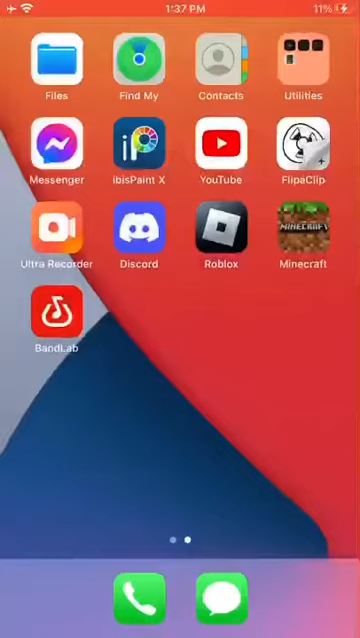 1:37 PM
11%
Files Find My Contacts Utilities
Messenger ibisPaint X YouTube FlipaClip
Ultra Recorder Discord Roblox Minecraft
BandLab